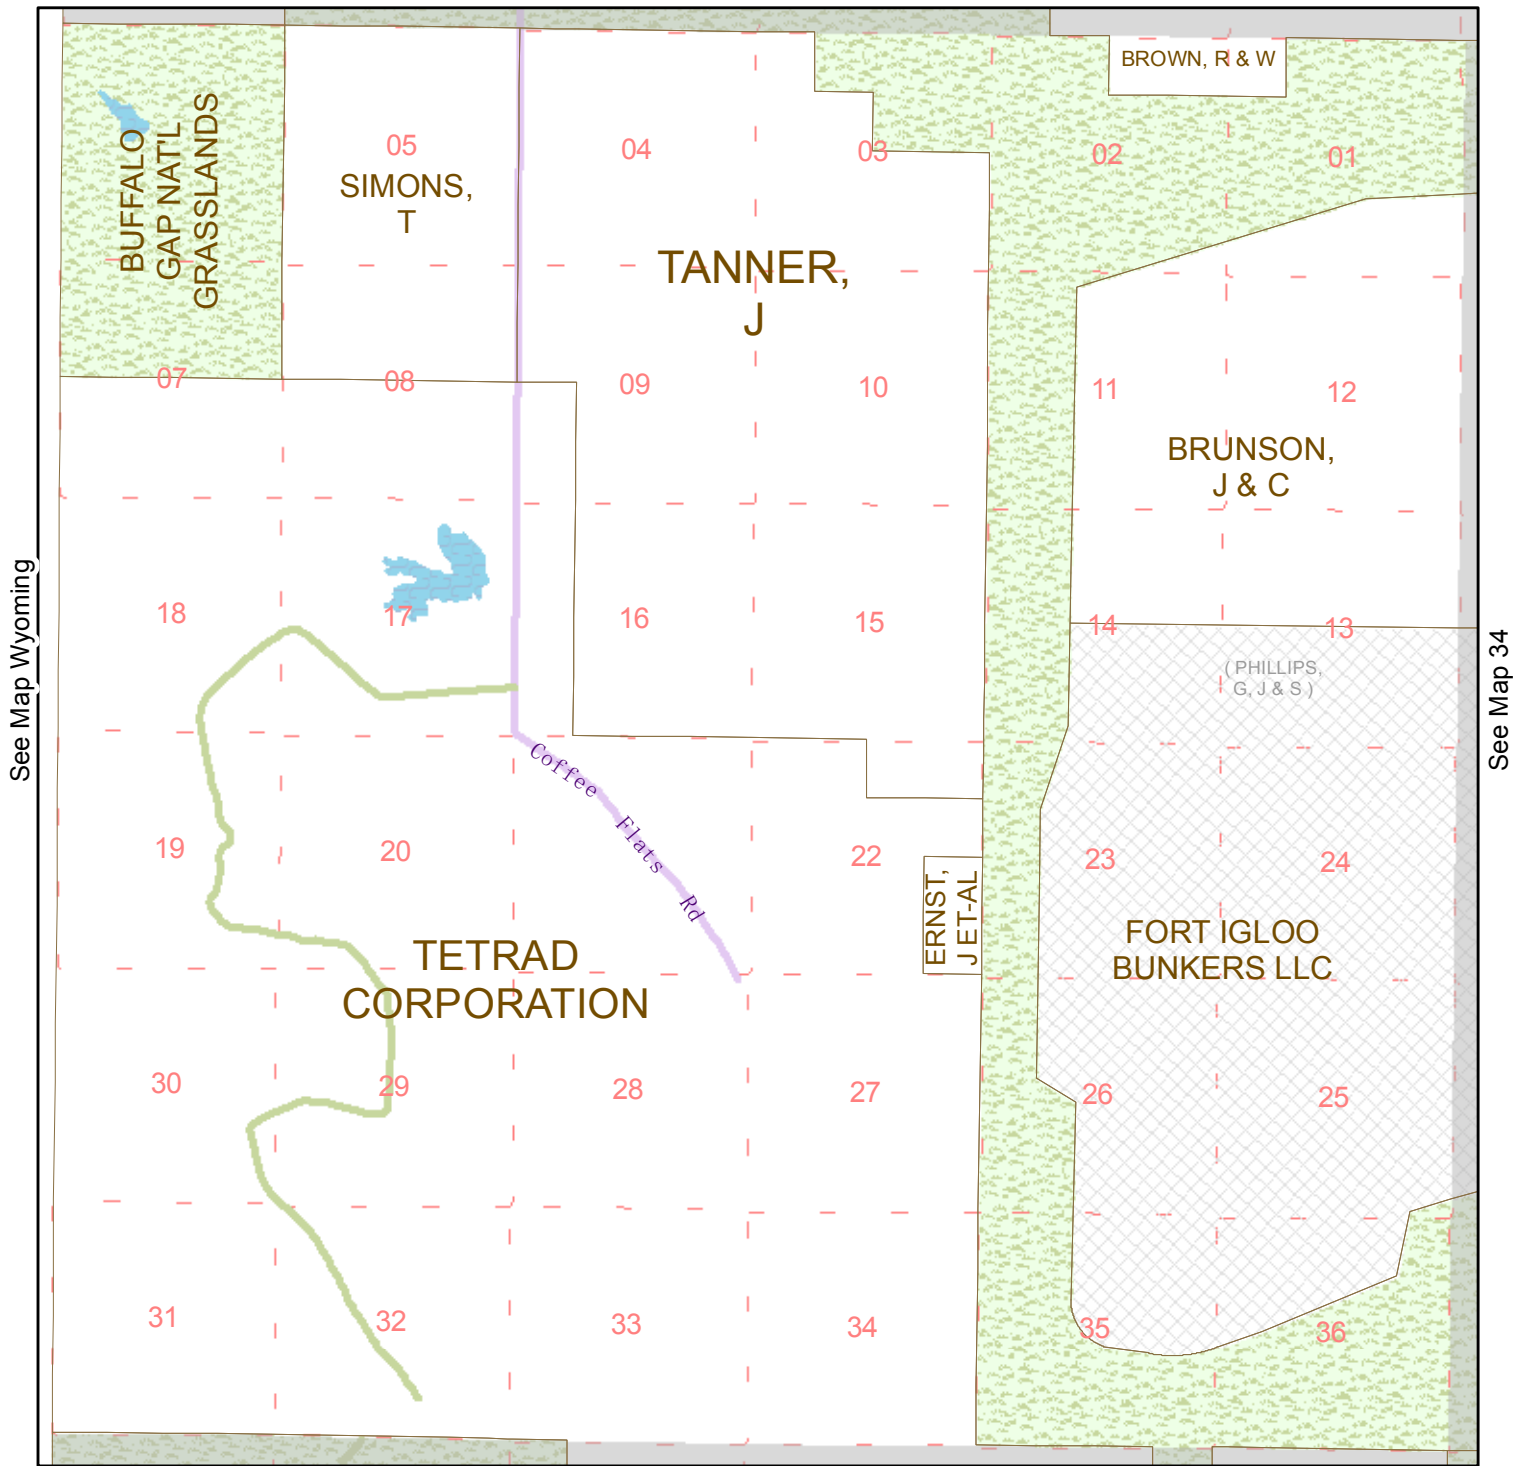 BROWN, R & W
BUFFALO
GAP NAT'L
GRASSLANDS
05
04
03
02
01
SIMONS,
T
TANNER,
J
07
08
09
10
11
12
BRUNSON,
J & C
See Map Wyoming
18
17
16
15
14
13
( PHILLIPS,
G, J & S )
See Map 34
Coffee Flats Rd
19
20
22
23
24
ERNST,
J ET-AL
FORT IGLOO
BUNKERS LLC
TETRAD
CORPORATION
30
29
28
27
26
25
31
32
33
34
35
36